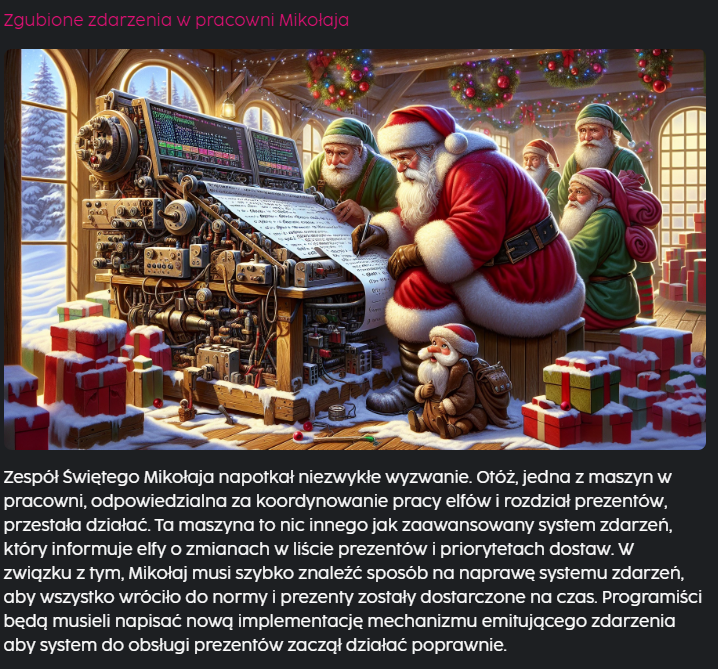 Zgubione zdarzenia w pracowni Mikołaja
Zespół Świętego Mikołaja napotkał niezwykłe wyzwanie. Otóż, jedna z maszyn w
pracowni, odpowiedzialna za koordynowanie pracy elfów i rozdział prezentów,
przestała działać. Ta maszyna to nic innego jak zaawansowany system zdarzeń,
który informuje elfy o zmianach w liście prezentów i priorytetach dostaw. W
związku z tym, Mikołaj musi szybko znaleźć sposób na naprawę systemu zdarzeń,
aby wszystko wróciło do normy i prezenty zostały dostarczone na czas. Programiści
będą musieli napisać nową implementację mechanizmu emitującego zdarzenia
aby system do obsługi prezentów zaczął działać poprawnie.